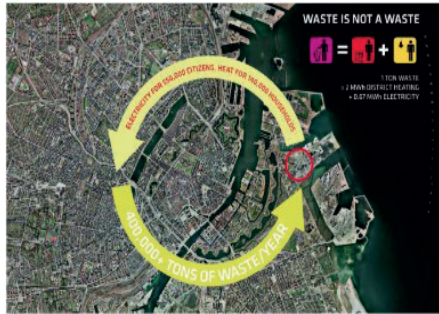 WASTE IS NOT A WASTE
= +
1 TON WASTE
= 2 MWh DISTRICT HEATING
+ 0.67 MWh ELECTRICITY
ELECTRICITY FOR 150,000 CITIZENS. HEAT FOR 160,000 HOUSEHOLDS
400,000+ TONS OF WASTE/YEAR